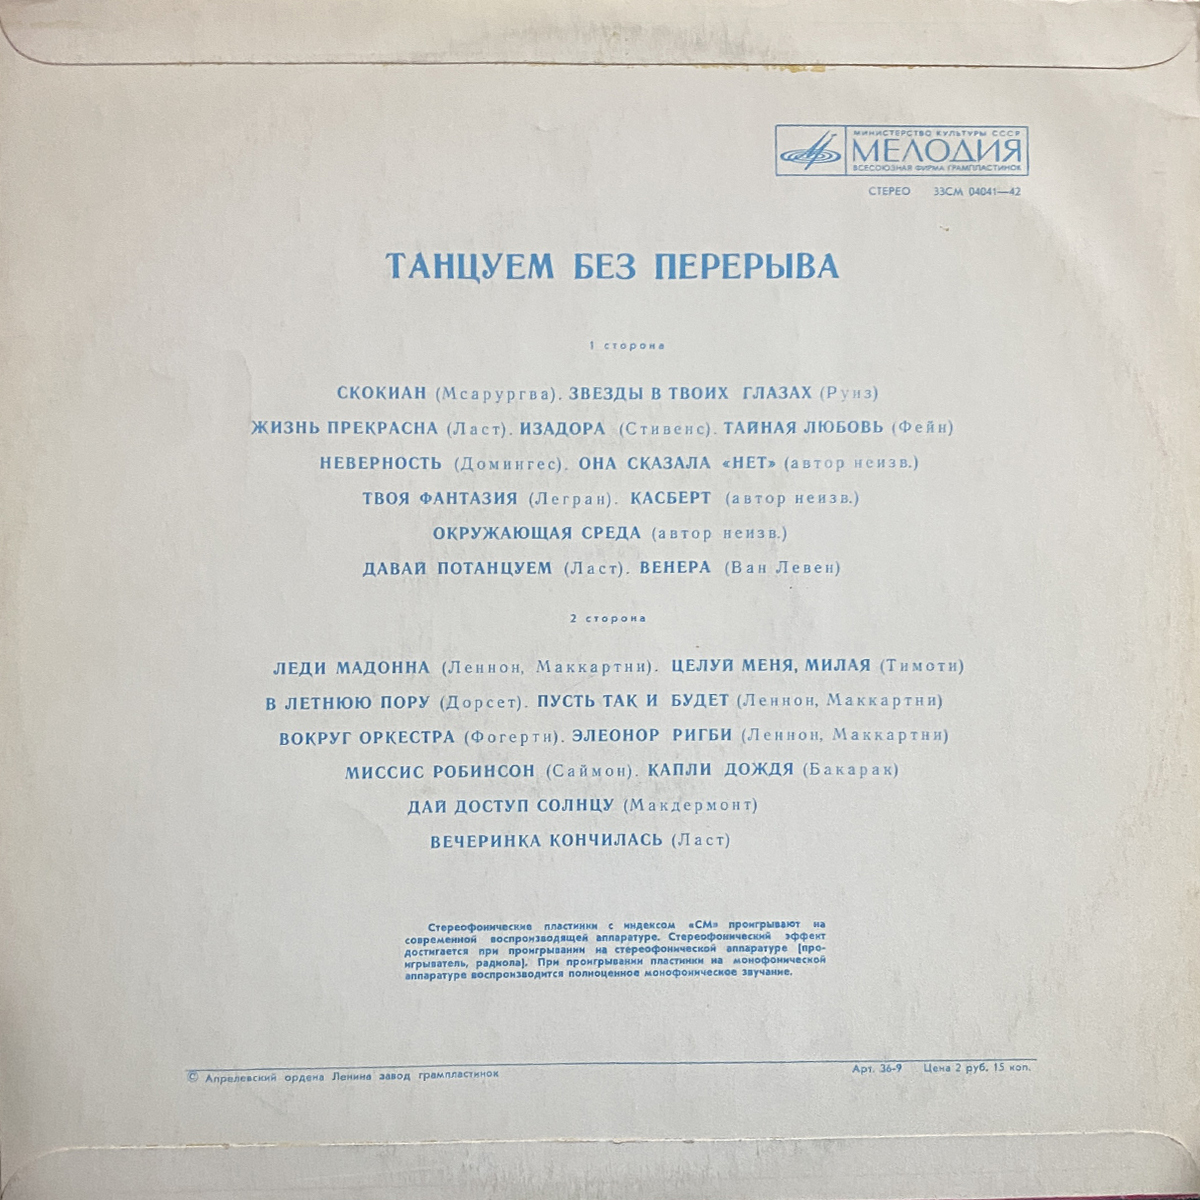 МИНИСТЕРСТВО КУЛЬТУРЫ СССР
МЕЛОДИЯ
ВСЕСОЮЗНАЯ ФИРМА ГРАМПЛАСТИНОК
СТЕРЕО 33СМ 04041—42
ТАНЦУЕМ БЕЗ ПЕРЕРЫВА
1 сторона
СКОКИАН (Мсарургва). ЗВЕЗДЫ В ТВОИХ ГЛАЗАХ (Руиз)
ЖИЗНЬ ПРЕКРАСНА (Ласт). ИЗАДОРА (Стивенс). ТАЙНАЯ ЛЮБОВЬ (Фейн)
НЕВЕРНОСТЬ (Домингес). ОНА СКАЗАЛА «НЕТ» (автор неизв.)
ТВОЯ ФАНТАЗИЯ (Легран). КАСБЕРТ (автор неизв.)
ОКРУЖАЮЩАЯ СРЕДА (автор неизв.)
ДАВАЙ ПОТАНЦУЕМ (Ласт). ВЕНЕРА (Ван Левен)
2 сторона
ЛЕДИ МАДОННА (Леннон, Маккартни). ЦЕЛУЙ МЕНЯ, МИЛАЯ (Тимоти)
В ЛЕТНЮЮ ПОРУ (Дорсет). ПУСТЬ ТАК И БУДЕТ (Леннон, Маккартни)
ВОКРУГ ОРКЕСТРА (Фогерти). ЭЛЕОНОР РИГБИ (Леннон, Маккартни)
МИССИС РОБИНСОН (Саймон). КАПЛИ ДОЖДЯ (Бакарак)
ДАЙ ДОСТУП СОЛНЦУ (Макдермонт)
ВЕЧЕРИНКА КОНЧИЛАСЬ (Ласт)
Стереофонические пластинки с индексом «СМ» проигрывают на
современной воспроизводящей аппаратуре. Стереофонический эффект
достигается при проигрывании на стереофонической аппаратуре (про-
игрыватель, радиола). При проигрывании пластинки на монофонической
аппаратуре воспроизводится полноценное монофоническое звучание.
© Апрелевский ордена Ленина завод грампластинок
Арт. 36-9 Цена 2 руб. 15 коп.